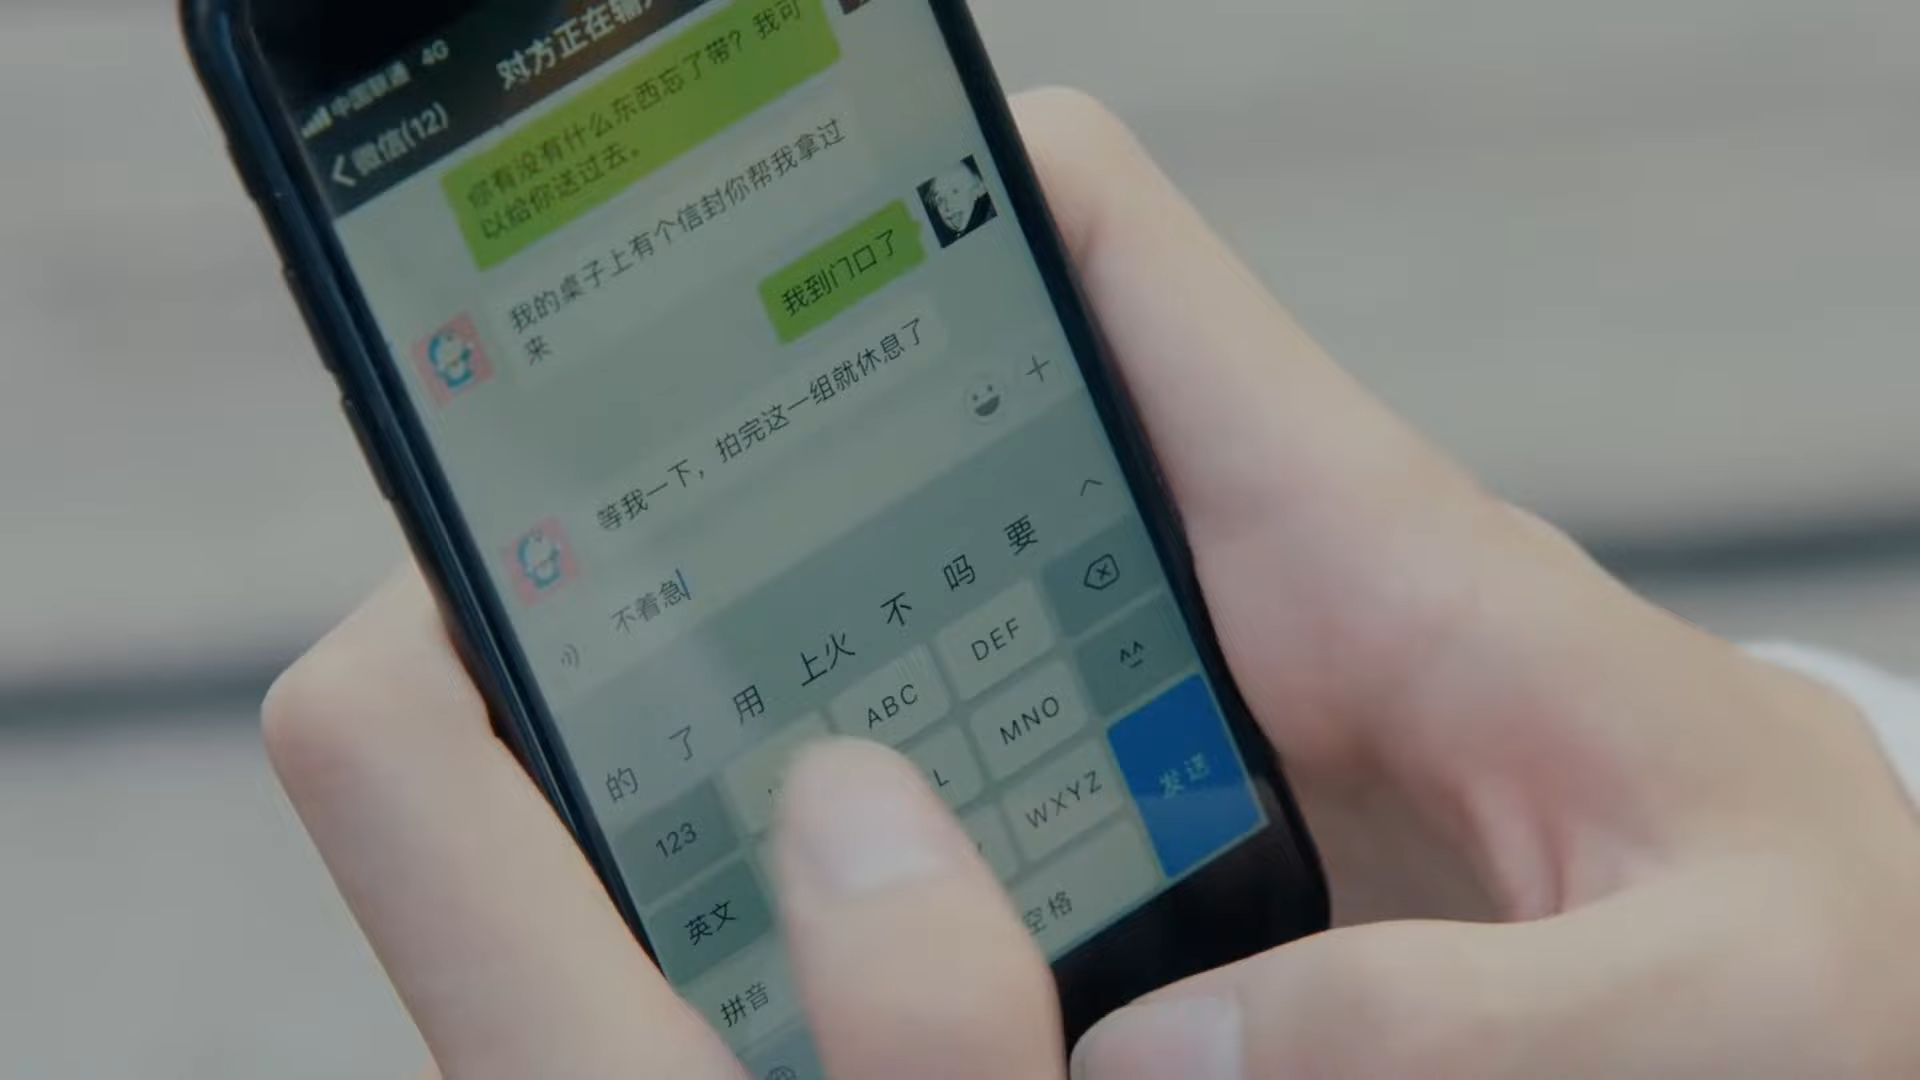 中国联通 4G
微信(12)
对方正在输
你有没有什么东西忘了带？我可
以给你送过去。
我的桌子上有个信封你帮我拿过
来
我到门口了
等我一下，拍完这一组就休息了
不着急
的 了 用 上火 不 吗 要
123
ABC
DEF
英文
L
MNO
^^
拼音
WXYZ
发送
空格